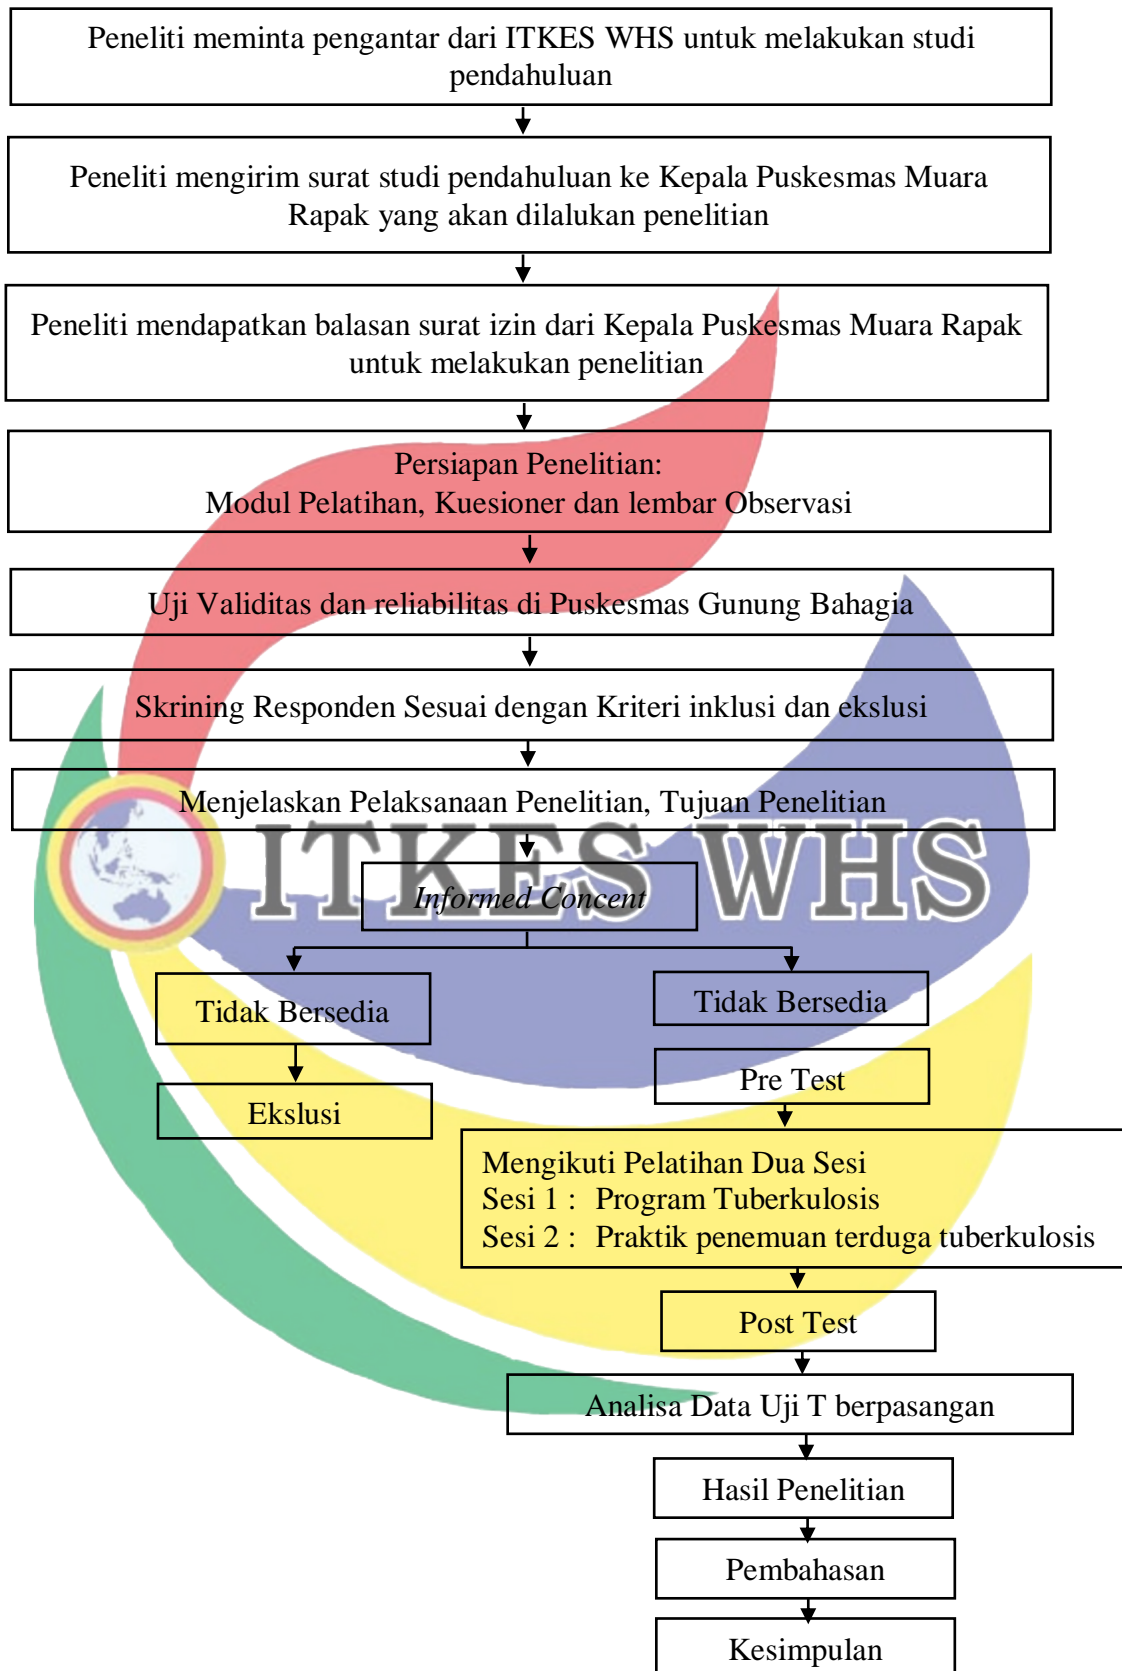 Peneliti meminta pengantar dari ITKES WHS untuk melakukan studi
pendahuluan
Peneliti mengirim surat studi pendahuluan ke Kepala Puskesmas Muara
Rapak yang akan dilalukan penelitian
Peneliti mendapatkan balasan surat izin dari Kepala Puskesmas Muara Rapak
untuk melakukan penelitian
Persiapan Penelitian:
Modul Pelatihan, Kuesioner dan lembar Observasi
Uji Validitas dan reliabilitas di Puskesmas Gunung Bahagia
Skrining Responden Sesuai dengan Kriteri inklusi dan ekslusi
Menjelaskan Pelaksanaan Penelitian, Tujuan Penelitian
ITKES WHS
Informed Concent
Tidak Bersedia
Tidak Bersedia
Ekslusi
Pre Test
Mengikuti Pelatihan Dua Sesi
Sesi 1 : Program Tuberkulosis
Sesi 2 : Praktik penemuan terduga tuberkulosis
Post Test
Analisa Data Uji T berpasangan
Hasil Penelitian
Pembahasan
Kesimpulan